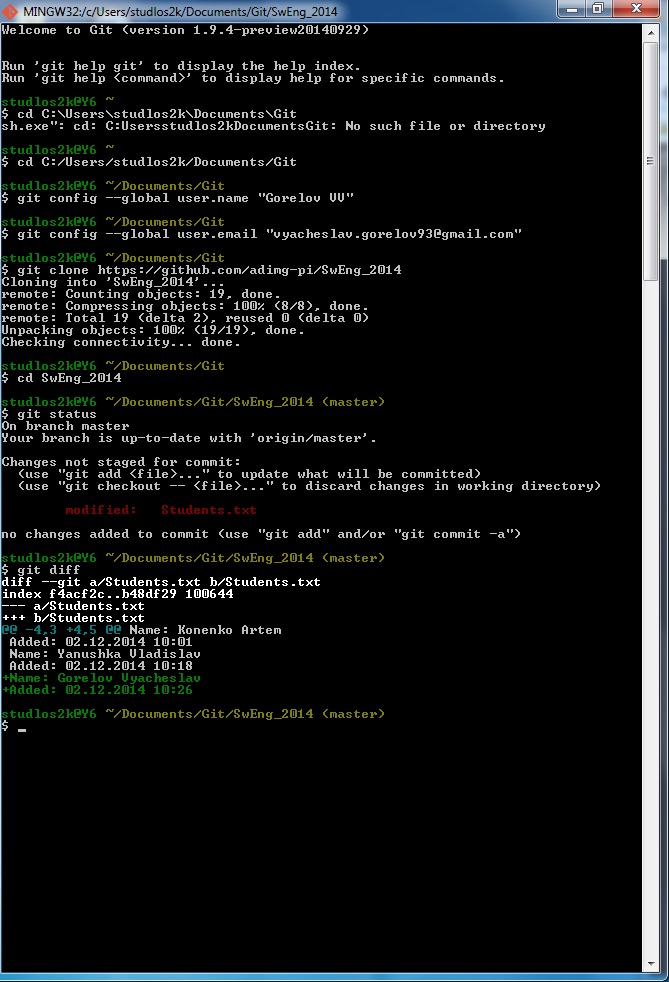 MINGW32:/c/Users/studlos2k/Documents/Git/SwEng_2014
Welcome to Git (version 1.9.4-preview20140929)
Run 'git help git' to display the help index.
Run 'git help <command>' to display help for specific commands.
studlos2k@Y6 ~
$ cd C:\Users\studlos2k\Documents\Git
sh.exe": cd: C:Usersstudlos2kDocumentsGit: No such file or directory
studlos2k@Y6 ~
$ cd C:/Users/studlos2k/Documents/Git
studlos2k@Y6 ~/Documents/Git
$ git config --global user.name "Gorelov VV"
studlos2k@Y6 ~/Documents/Git
$ git config --global user.email "vyacheslav.gorelov93@gmail.com"
studlos2k@Y6 ~/Documents/Git
$ git clone https://github.com/adimg-pi/SwEng_2014
Cloning into 'SwEng_2014'...
remote: Counting objects: 19, done.
remote: Compressing objects: 100% (8/8), done.
remote: Total 19 (delta 2), reused 0 (delta 0)
Unpacking objects: 100% (19/19), done.
Checking connectivity... done.
studlos2k@Y6 ~/Documents/Git
$ cd SwEng_2014
studlos2k@Y6 ~/Documents/Git/SwEng_2014 (master)
$ git status
On branch master
Your branch is up-to-date with 'origin/master'.
Changes not staged for commit:
  (use "git add <file>..." to update what will be committed)
  (use "git checkout -- <file>..." to discard changes in working directory)
        modified:   Students.txt
no changes added to commit (use "git add" and/or "git commit -a")
studlos2k@Y6 ~/Documents/Git/SwEng_2014 (master)
$ git diff
diff --git a/Students.txt b/Students.txt
index f4acf2c..b48df29 100644
--- a/Students.txt
+++ b/Students.txt
@@ -4,3 +4,5 @@ Name: Konenko Artem
 Added: 02.12.2014 10:01
 Name: Yanushka Vladislav
 Added: 02.12.2014 10:18
+Name: Gorelov Vyacheslav
+Added: 02.12.2014 10:26
studlos2k@Y6 ~/Documents/Git/SwEng_2014 (master)
$ _